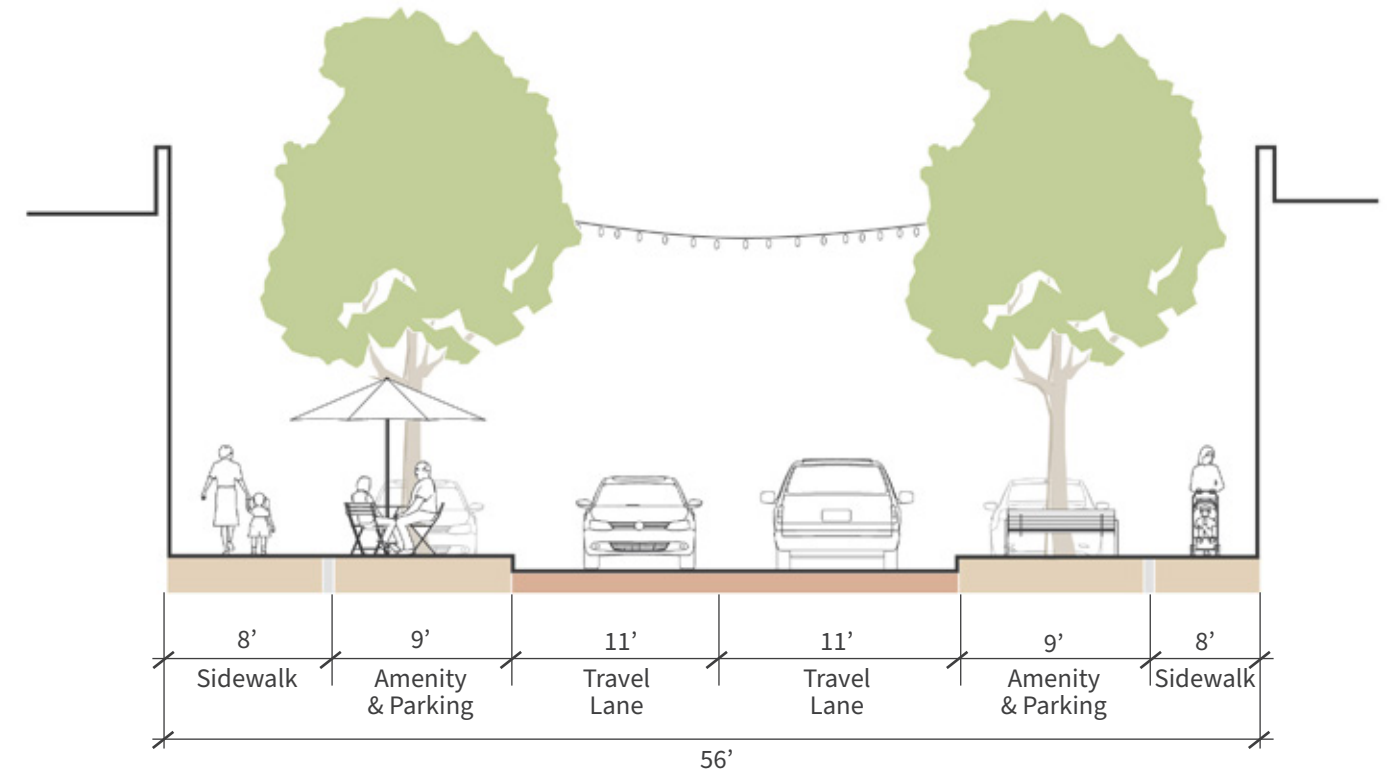 8’
9’
11’
11’
9’
8’
Sidewalk
Amenity
& Parking
Travel
Lane
Travel
Lane
Amenity
& Parking
Sidewalk
56’